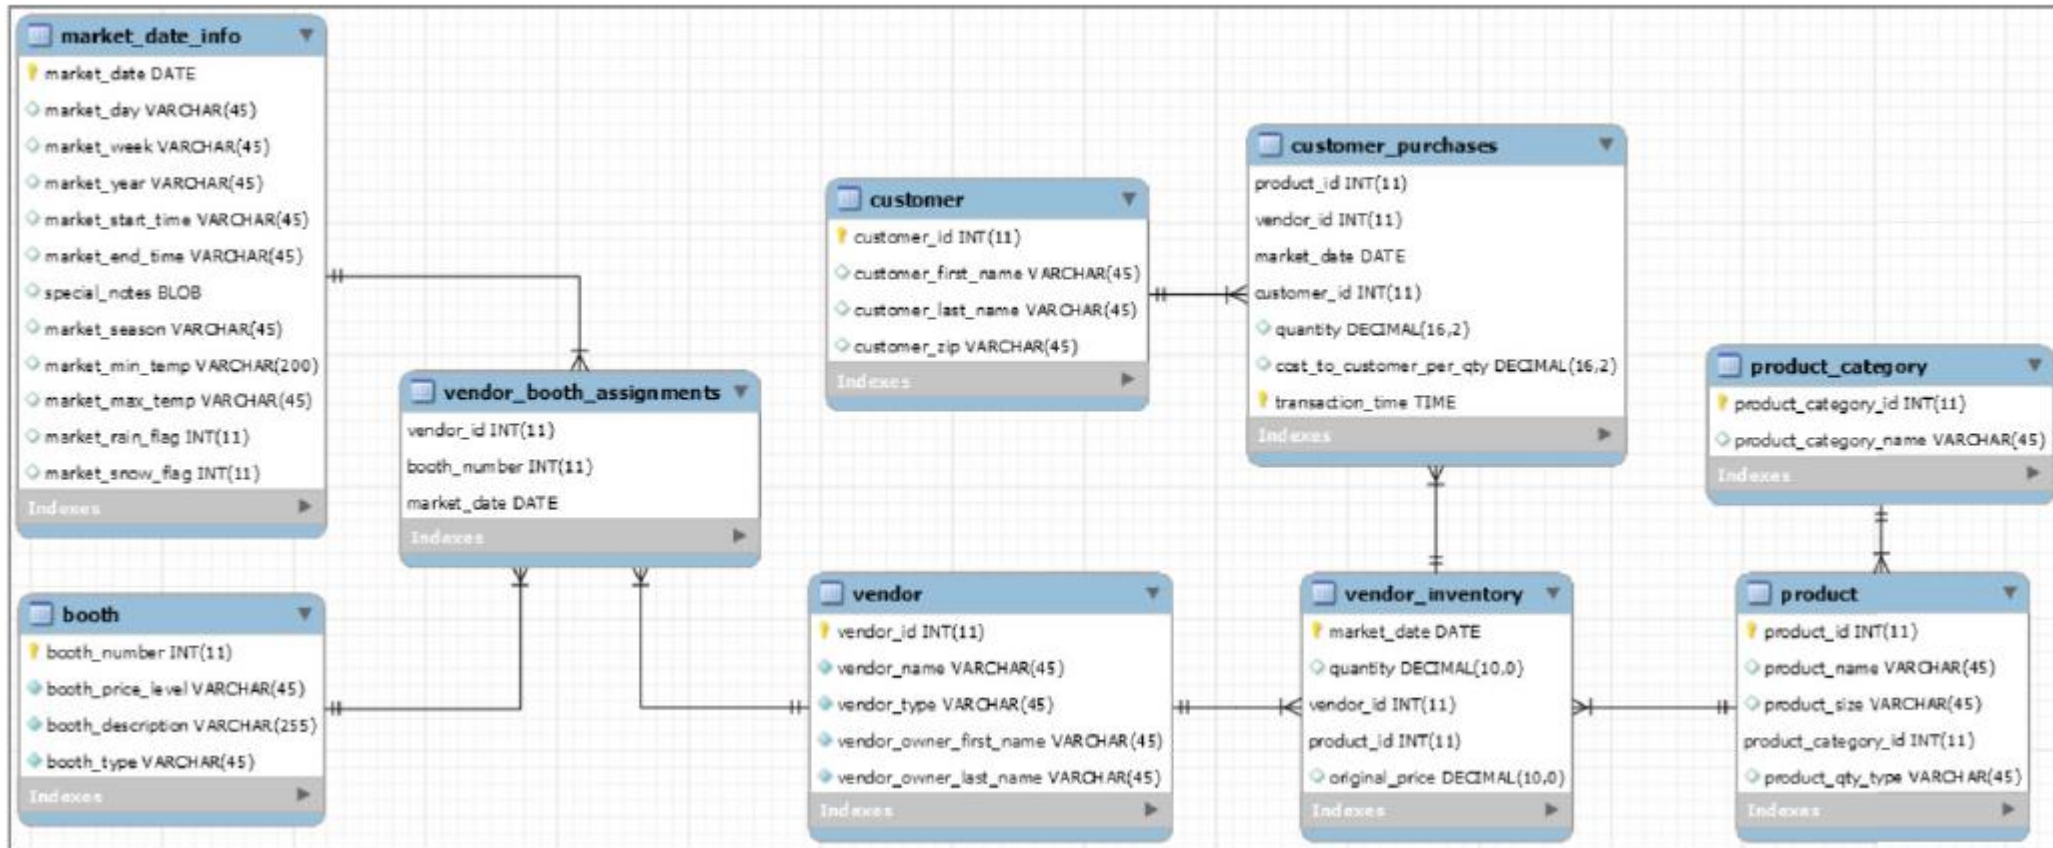 market_date_info
market_date DATE
market_day VARCHAR(45)
market_week VARCHAR(45)
market_year VARCHAR(45)
market_start_time VARCHAR(45)
market_end_time VARCHAR(45)
special_notes BLOB
market_season VARCHAR(45)
market_min_temp VARCHAR(200)
market_max_temp VARCHAR(45)
market_rain_flag INT(11)
market_snow_flag INT(11)
Indexes
booth
booth_number INT(11)
booth_price_level VARCHAR(45)
booth_description VARCHAR(255)
booth_type VARCHAR(45)
Indexes
vendor_booth_assignments
vendor_id INT(11)
booth_number INT(11)
market_date DATE
Indexes
customer
customer_id INT(11)
customer_first_name VARCHAR(45)
customer_last_name VARCHAR(45)
customer_zip VARCHAR(45)
Indexes
vendor
vendor_id INT(11)
vendor_name VARCHAR(45)
vendor_type VARCHAR(45)
vendor_owner_first_name VARCHAR(45)
vendor_owner_last_name VARCHAR(45)
Indexes
customer_purchases
product_id INT(11)
vendor_id INT(11)
market_date DATE
customer_id INT(11)
quantity DECIMAL(16,2)
cost_to_customer_per_qty DECIMAL(16,2)
transaction_time TIME
Indexes
vendor_inventory
market_date DATE
quantity DECIMAL(10,0)
vendor_id INT(11)
product_id INT(11)
original_price DECIMAL(10,0)
Indexes
product_category
product_category_id INT(11)
product_category_name VARCHAR(45)
Indexes
product
product_id INT(11)
product_name VARCHAR(45)
product_size VARCHAR(45)
product_category_id INT(11)
product_qty_type VARCHAR(45)
Indexes